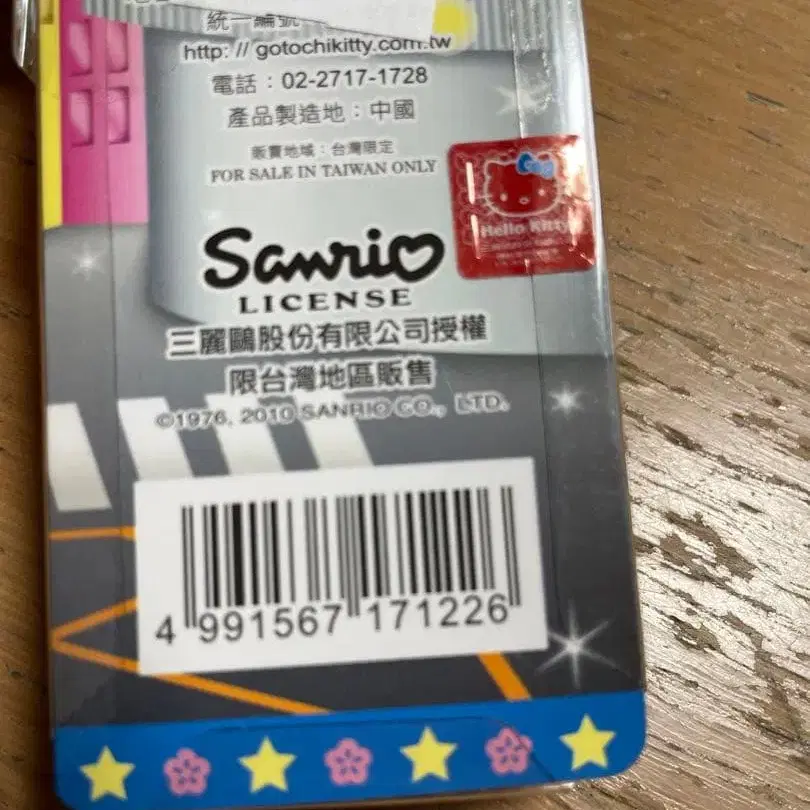 統一編號
http: // gotochikitty.com.tw
電話：02-2717-1728
產品製造地：中國
販賣地域：台灣限定
FOR SALE IN TAIWAN ONLY
Hello Kitty
Sanrio
LICENSE
三麗鷗股份有限公司授權
限台灣地區販售
©1976, 2010 SANRIO CO., LTD.
4 991567 171226